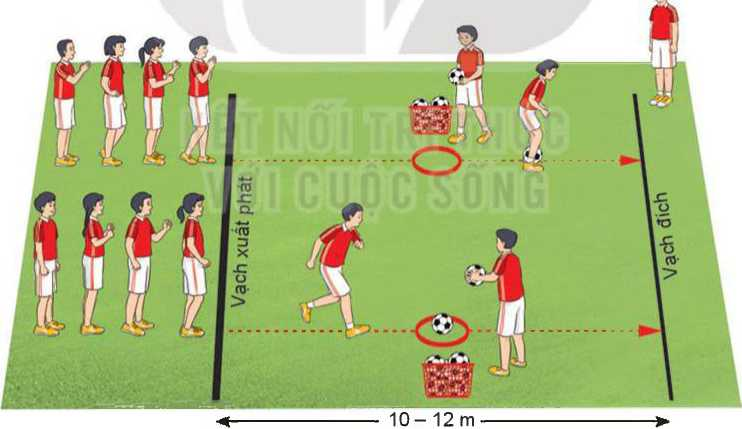 KẾT NỐI TRI THỨC
VỚI CUỘC SỐNG
Vạch xuất phát
Vạch đích
10 – 12 m